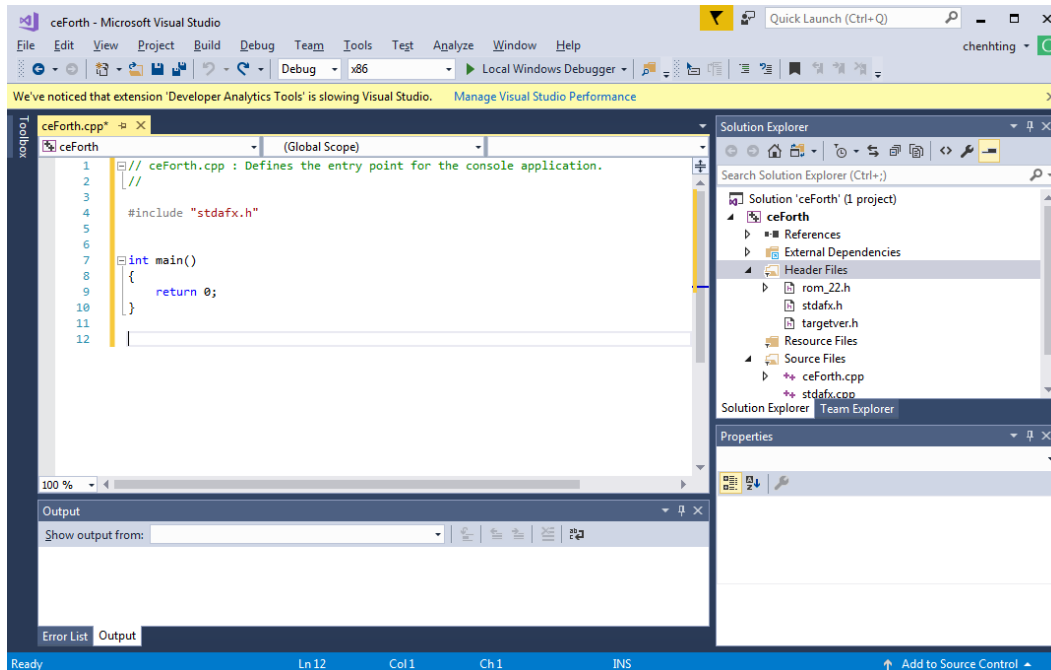 ceForth - Microsoft Visual Studio
Quick Launch (Ctrl+Q)
File Edit View Project Build Debug Team Tools Test Analyze Window Help
chenhting
Debug x86 Local Windows Debugger
We've noticed that extension 'Developer Analytics Tools' is slowing Visual Studio. Manage Visual Studio Performance
Toolbox
ceForth.cpp*
ceForth (Global Scope)
1 // ceForth.cpp : Defines the entry point for the console application.
2 //
3
4 #include "stdafx.h"
5
6
7 int main()
8 {
9 return 0;
10 }
11
12
100 %
Output
Show output from:
Error List Output
Solution Explorer
Search Solution Explorer (Ctrl+;)
Solution 'ceForth' (1 project)
ceForth
References
External Dependencies
Header Files
rom_22.h
stdafx.h
targetver.h
Resource Files
Source Files
ceForth.cpp
stdafx.cpp
Solution Explorer Team Explorer
Properties
Ready Ln 12 Col 1 Ch 1 INS Add to Source Control